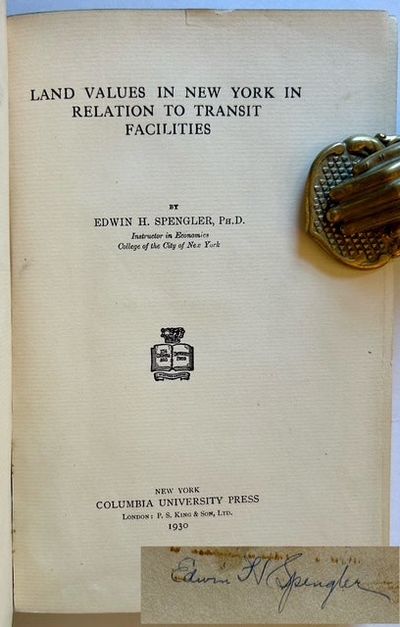 LAND VALUES IN NEW YORK IN
RELATION TO TRANSIT
FACILITIES
BY
EDWIN H. SPENGLER, PH.D.
Instructor in Economics
College of the City of New York
NEW YORK
COLUMBIA UNIVERSITY PRESS
LONDON: P. S. KING & SON, LTD.
1930
Edwin H Spengler